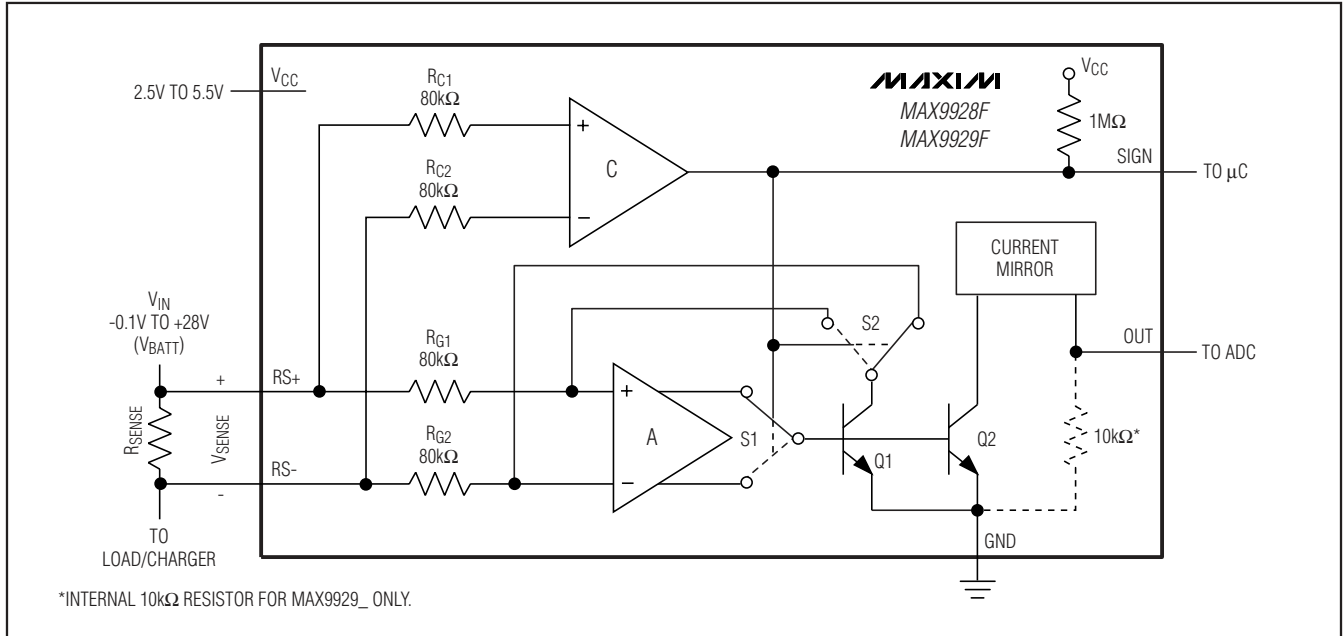 2.5V TO 5.5V
VCC
RC1
80kΩ
RC2
80kΩ
+
C
−
MAXIM
MAX9928F
MAX9929F
VCC
1MΩ
SIGN
TO μC
CURRENT
MIRROR
VIN
-0.1V TO +28V
(VBATT)
RSENSE
+
VSENSE
-
RS+
RS-
RG1
80kΩ
RG2
80kΩ
+
A
−
S1
S2
Q1
Q2
OUT
TO ADC
10kΩ*
GND
TO
LOAD/CHARGER
*INTERNAL 10kΩ RESISTOR FOR MAX9929_ ONLY.